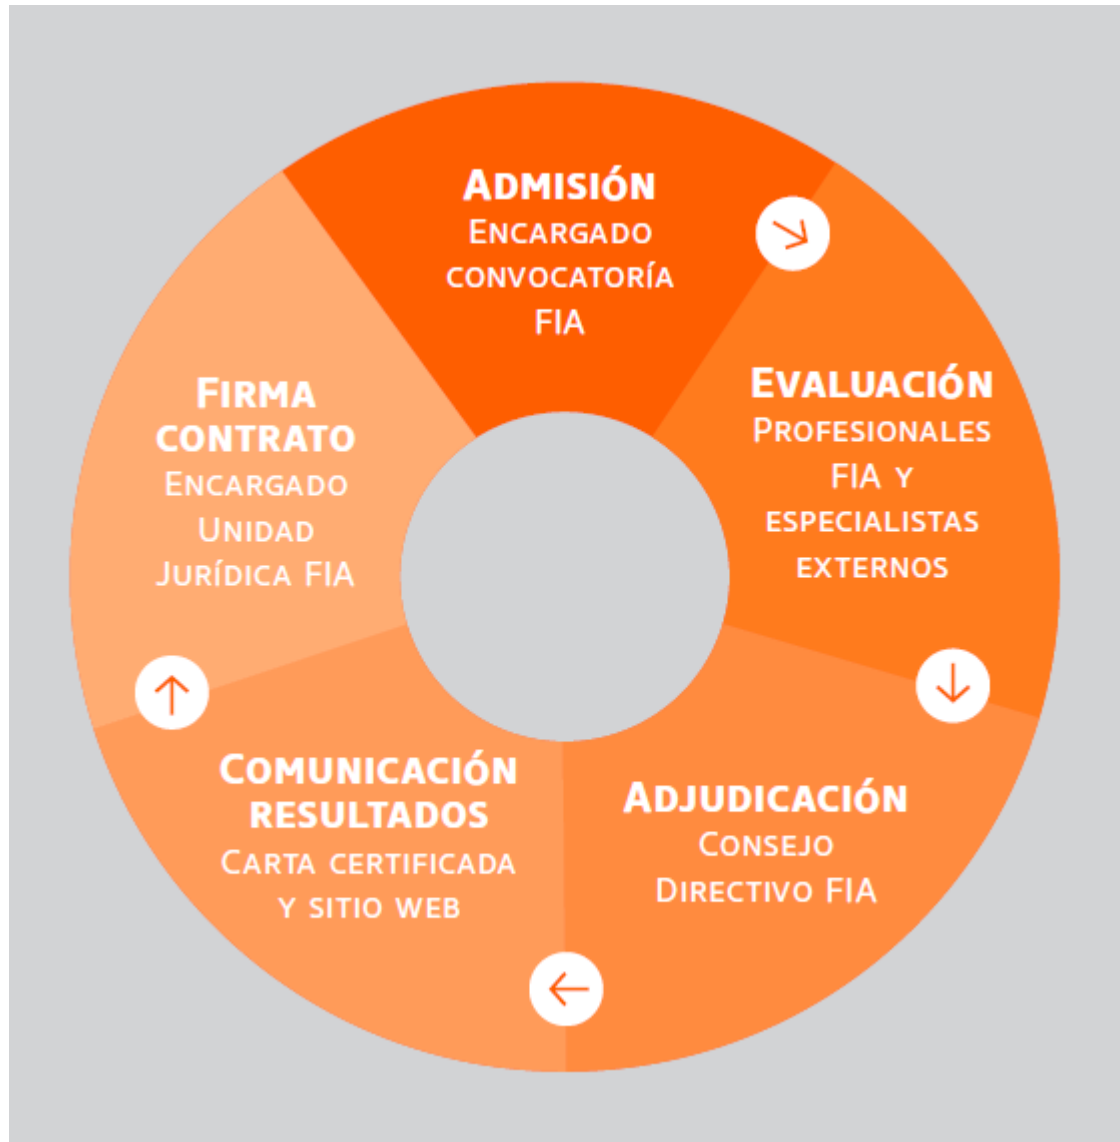 ADMISIÓN
ENCARGADO
CONVOCATORÍA
FIA
EVALUACIÓN
PROFESIONALES
FIA Y
ESPECIALISTAS
EXTERNOS
ADJUDICACIÓN
CONSEJO
DIRECTIVO FIA
COMUNICACIÓN
RESULTADOS
CARTA CERTIFICADA
Y SITIO WEB
FIRMA
CONTRATO
ENCARGADO
UNIDAD
JURÍDICA FIA